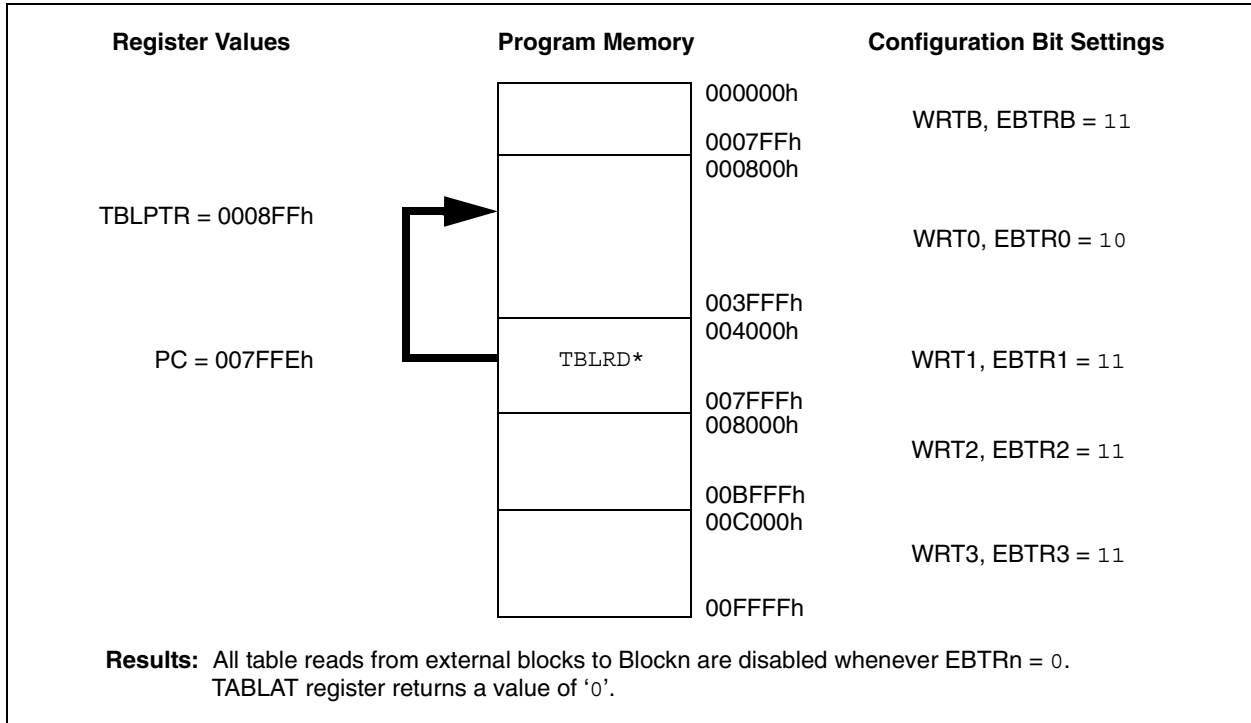 Register Values Program Memory Configuration Bit Settings
000000h
WRTB, EBTRB = 11
0007FFh
000800h
TBLPTR = 0008FFh
WRT0, EBTR0 = 10
003FFFh
004000h
PC = 007FFEh TBLRD* WRT1, EBTR1 = 11
007FFFh
008000h
WRT2, EBTR2 = 11
00BFFFh
00C000h
WRT3, EBTR3 = 11
00FFFFh
Results: All table reads from external blocks to Blockn are disabled whenever EBTRn = 0.
TABLAT register returns a value of ‘0’.